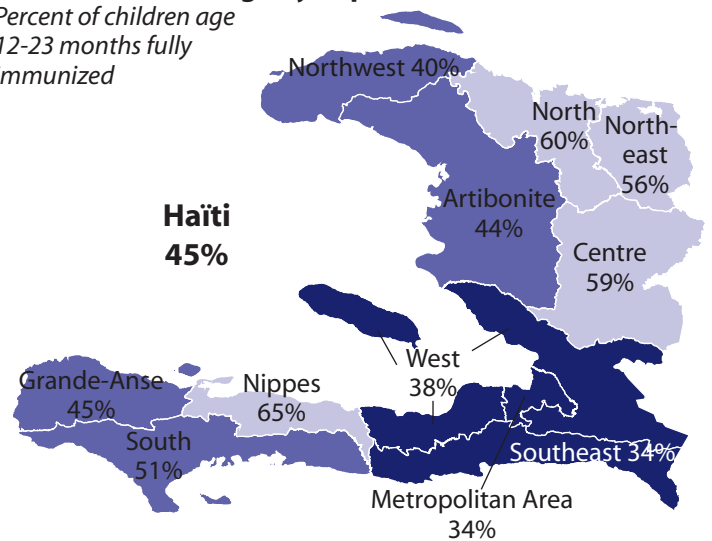 Percent of children age
12-23 months fully
immunized
Northwest 40%
North
60%
North-
east
56%
Artibonite
44%
Haïti
45%
Centre
59%
West
38%
Grande-Anse
45%
Nippes
65%
South
51%
Southeast 34%
Metropolitan Area
34%